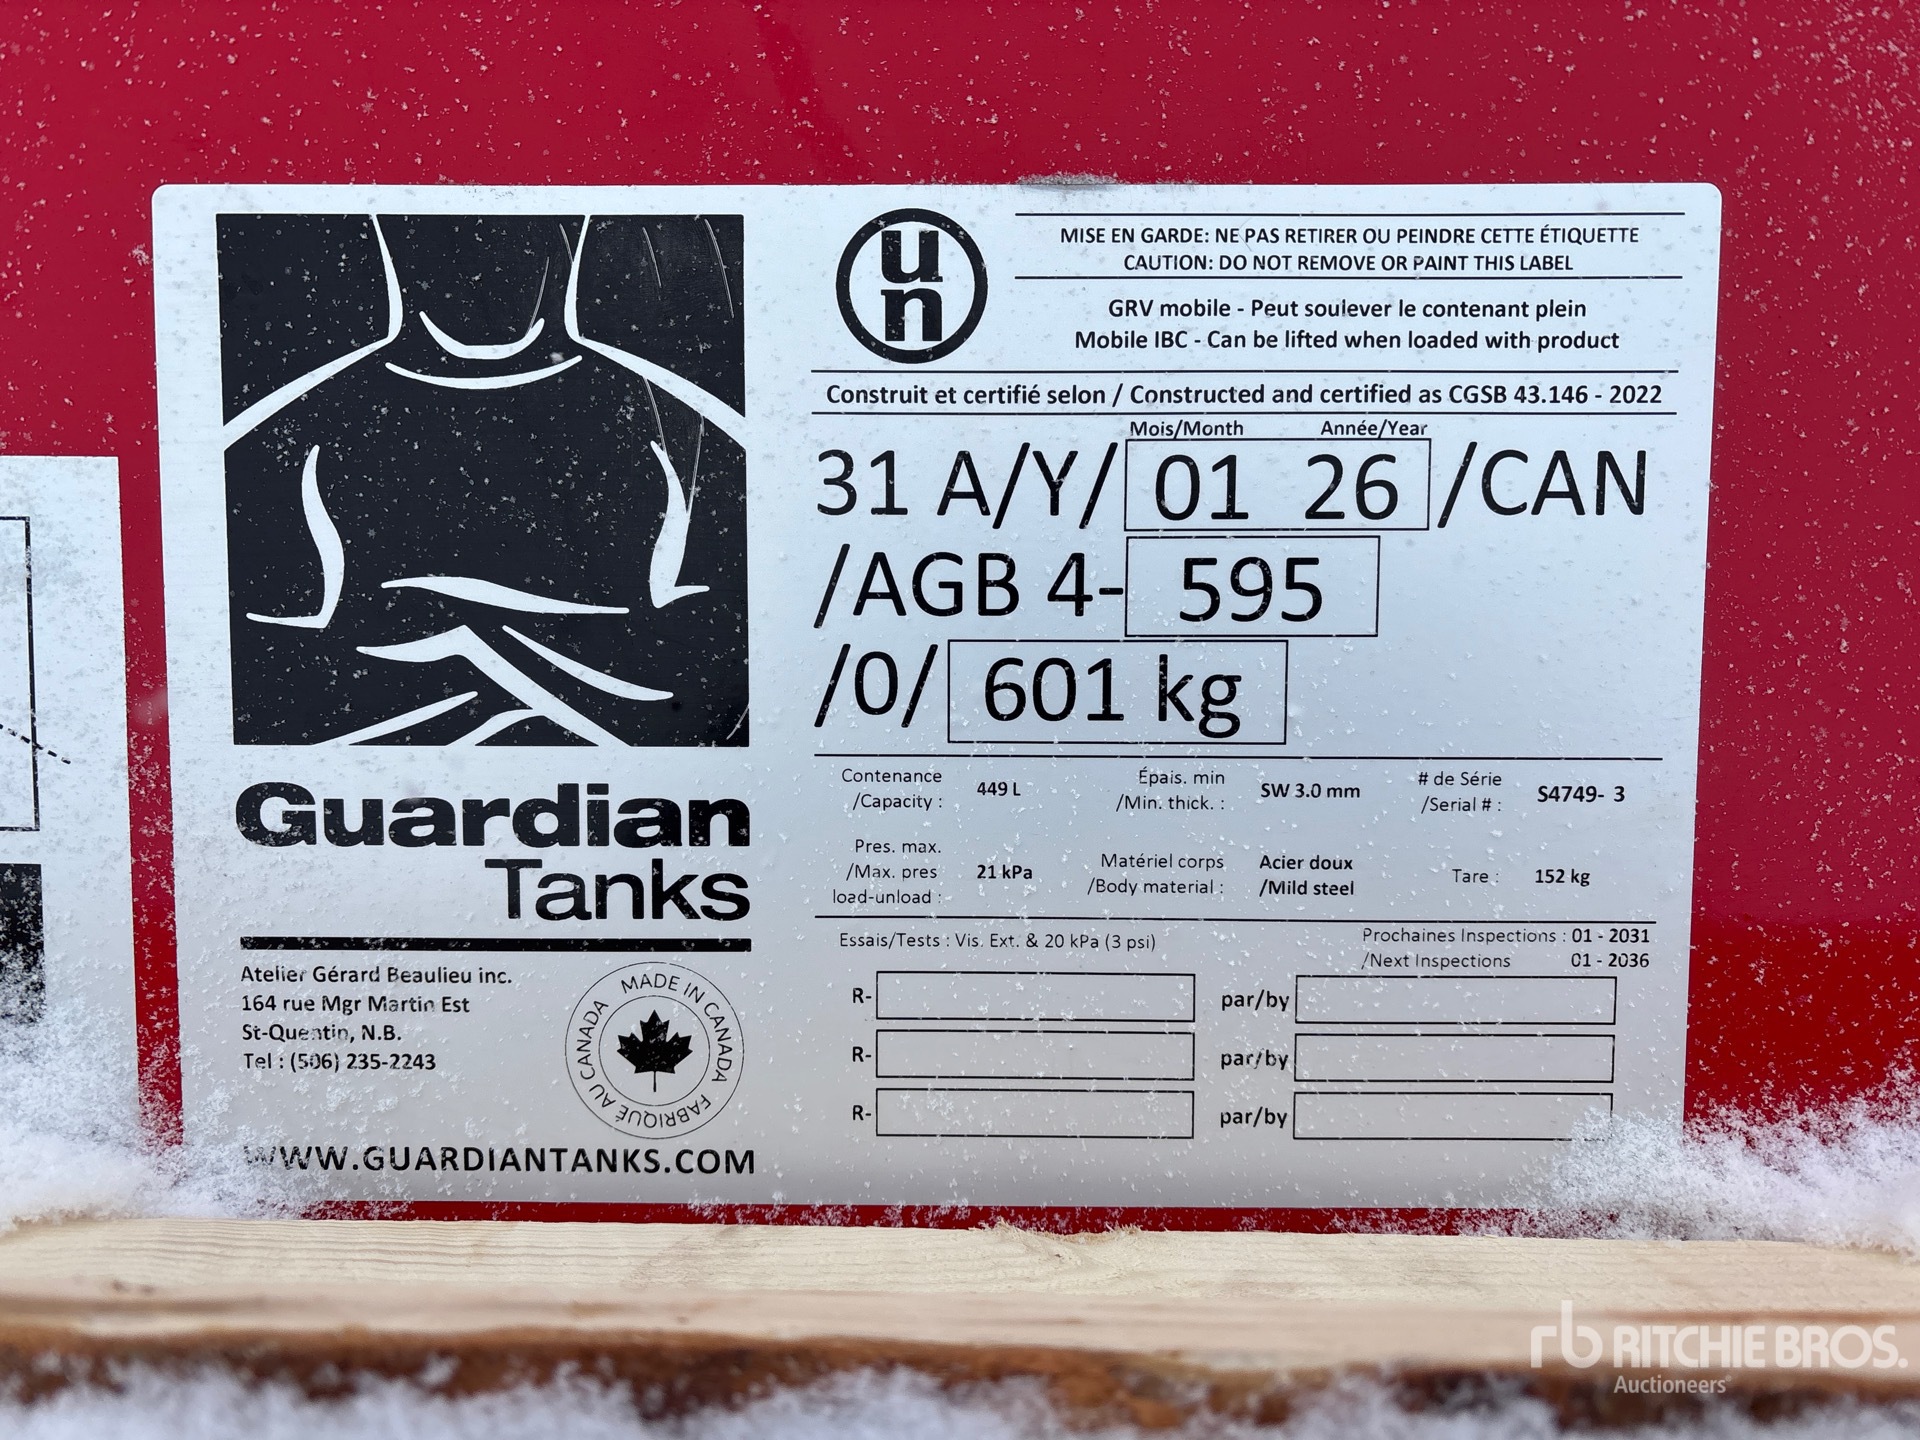 un
MISE EN GARDE: NE PAS RETIRER OU PEINDRE CETTE ÉTIQUETTE
CAUTION: DO NOT REMOVE OR PAINT THIS LABEL
GRV mobile - Peut soulever le contenant plein
Mobile IBC - Can be lifted when loaded with product
Construit et certifié selon / Constructed and certified as CGSB 43.146 - 2022
Mois/Month Année/Year
31 A/Y/ 01 26 /CAN
/AGB 4- 595
/0/ 601 kg
Contenance /Capacity : 449 L
Épais. min /Min. thick. : SW 3.0 mm
# de Série /Serial # : S4749- 3
Pres. max. /Max. pres load-unload : 21 kPa
Matériel corps /Body material : Acier doux /Mild steel
Tare : 152 kg
Essais/Tests : Vis. Ext. & 20 kPa (3 psi)
Prochaines Inspections : 01 - 2031
/Next Inspections 01 - 2036
R- par/by
R- par/by
R- par/by
Guardian
Tanks
Atelier Gérard Beaulieu inc.
164 rue Mgr Martin Est
St-Quentin, N.B.
Tel : (506) 235-2243
MADE IN CANADA FABRIQUÉ AU CANADA
WWW.GUARDIANTANKS.COM
rb RITCHIE BROS.
Auctioneers